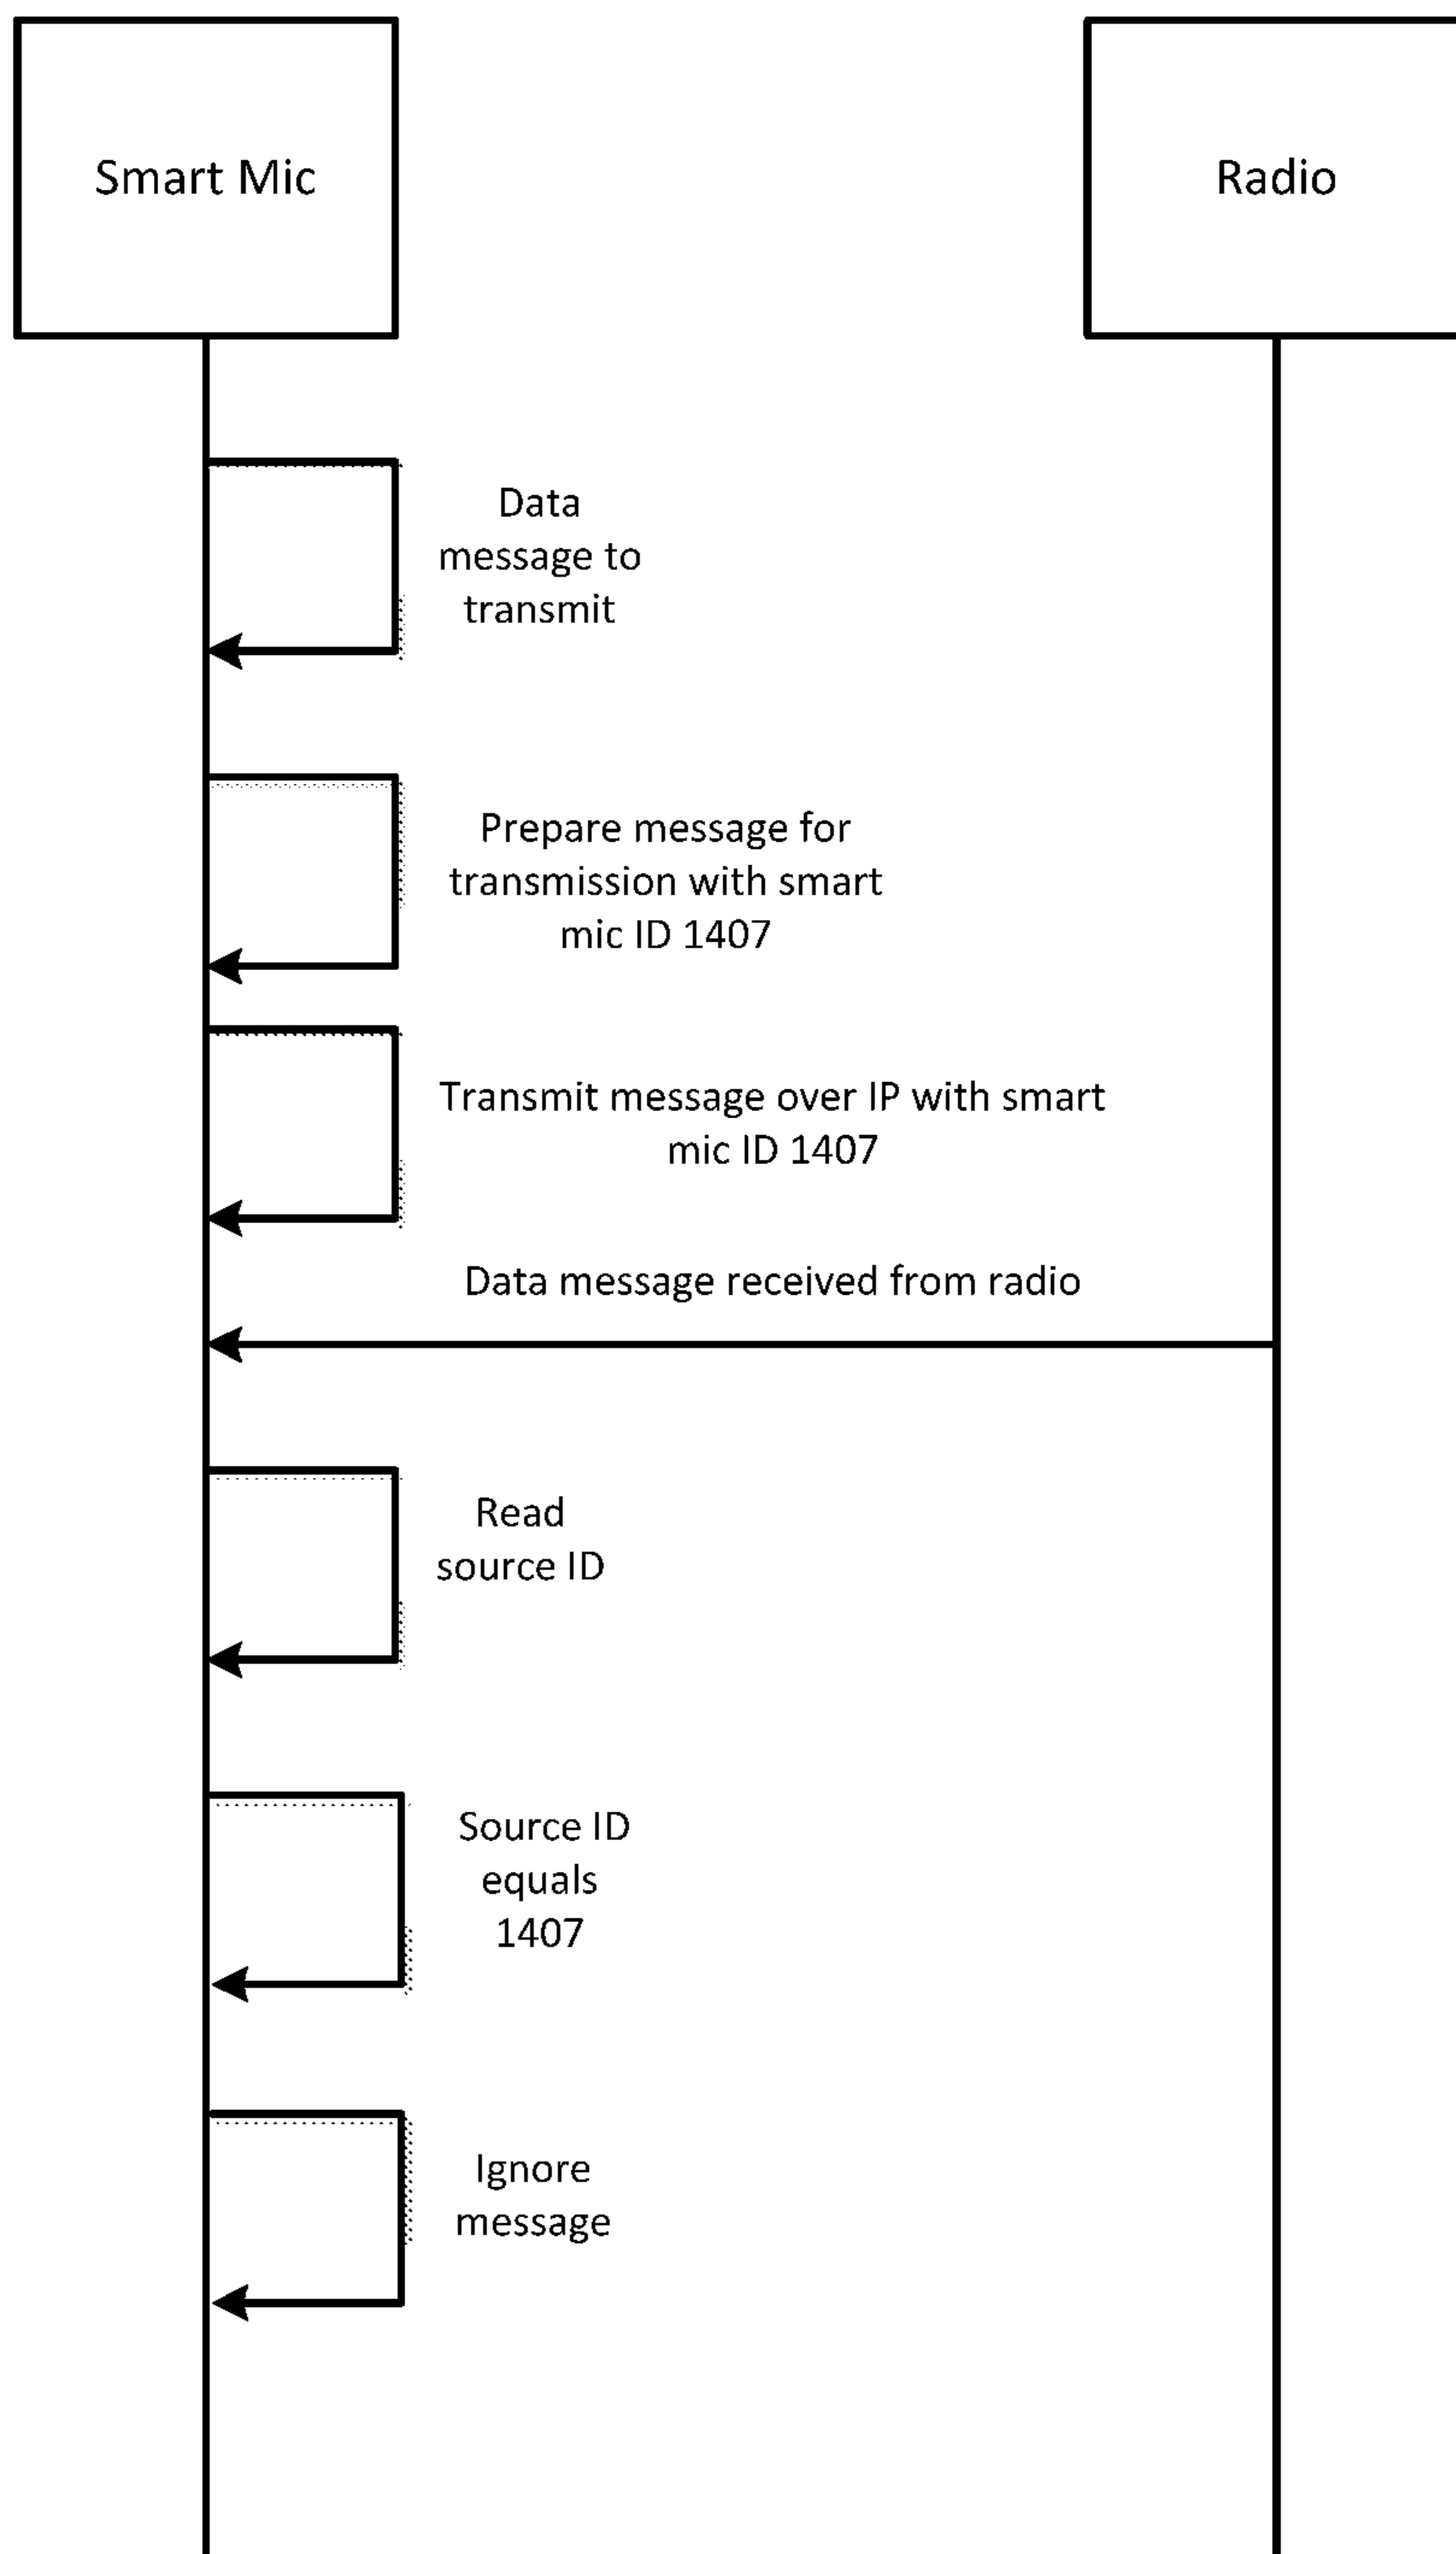 Smart Mic
Radio
Data
message to
transmit
Prepare message for
transmission with smart
mic ID 1407
Transmit message over IP with smart
mic ID 1407
Data message received from radio
Read
source ID
Source ID
equals
1407
Ignore
message